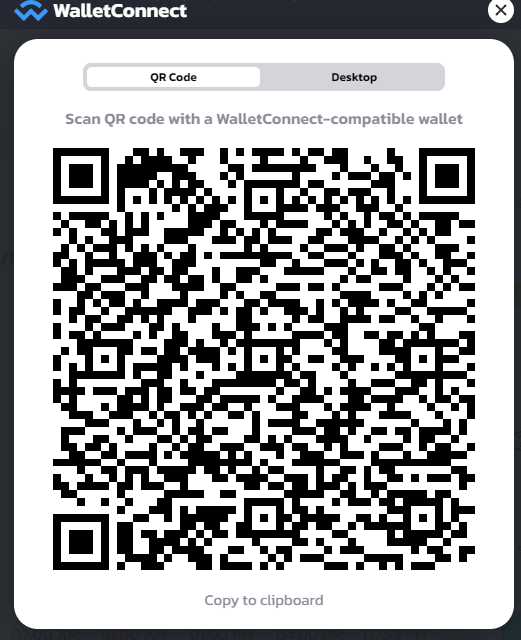 WalletConnect
QR Code
Desktop
Scan QR code with a WalletConnect-compatible wallet
Copy to clipboard